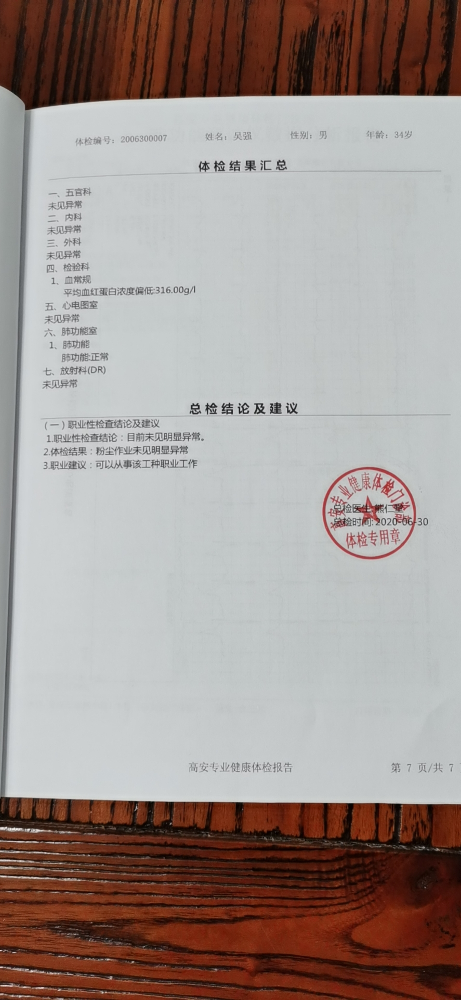 体检编号：2006300007 姓名：吴强 性别：男 年龄：34岁
体检结果汇总
一、五官科
未见异常
二、内科
未见异常
三、外科
未见异常
四、检验科
1、血常规
平均血红蛋白浓度偏低:316.00g/l
五、心电图室
未见异常
六、肺功能室
1、肺功能
肺功能:正常
七、放射科(DR)
未见异常
总检结论及建议
（一）职业性检查结论及建议
1.职业性检查结论：目前未见明显异常。
2.体检结果：粉尘作业未见明显异常
3.职业建议：可以从事该工种职业工作
高安专业健康体检门诊部
总检医生:熊仁堂
总检时间:2020-06-30
体检专用章
高安专业健康体检报告
第 7 页/共 7